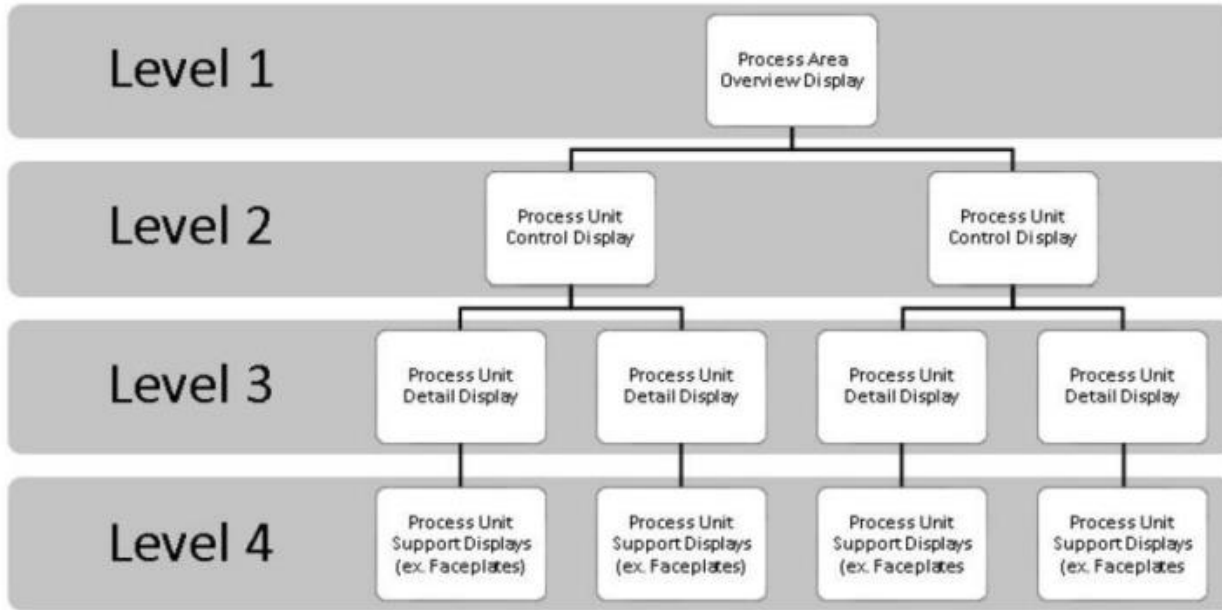 Level 1
Process Area
Overview Display
Level 2
Process Unit
Control Display
Process Unit
Control Display
Level 3
Process Unit
Detail Display
Process Unit
Detail Display
Process Unit
Detail Display
Process Unit
Detail Display
Level 4
Process Unit
Support Displays
(ex. Faceplates)
Process Unit
Support Displays
(ex. Faceplates)
Process Unit
Support Displays
(ex. Faceplates
Process Unit
Support Displays
(ex. Faceplates